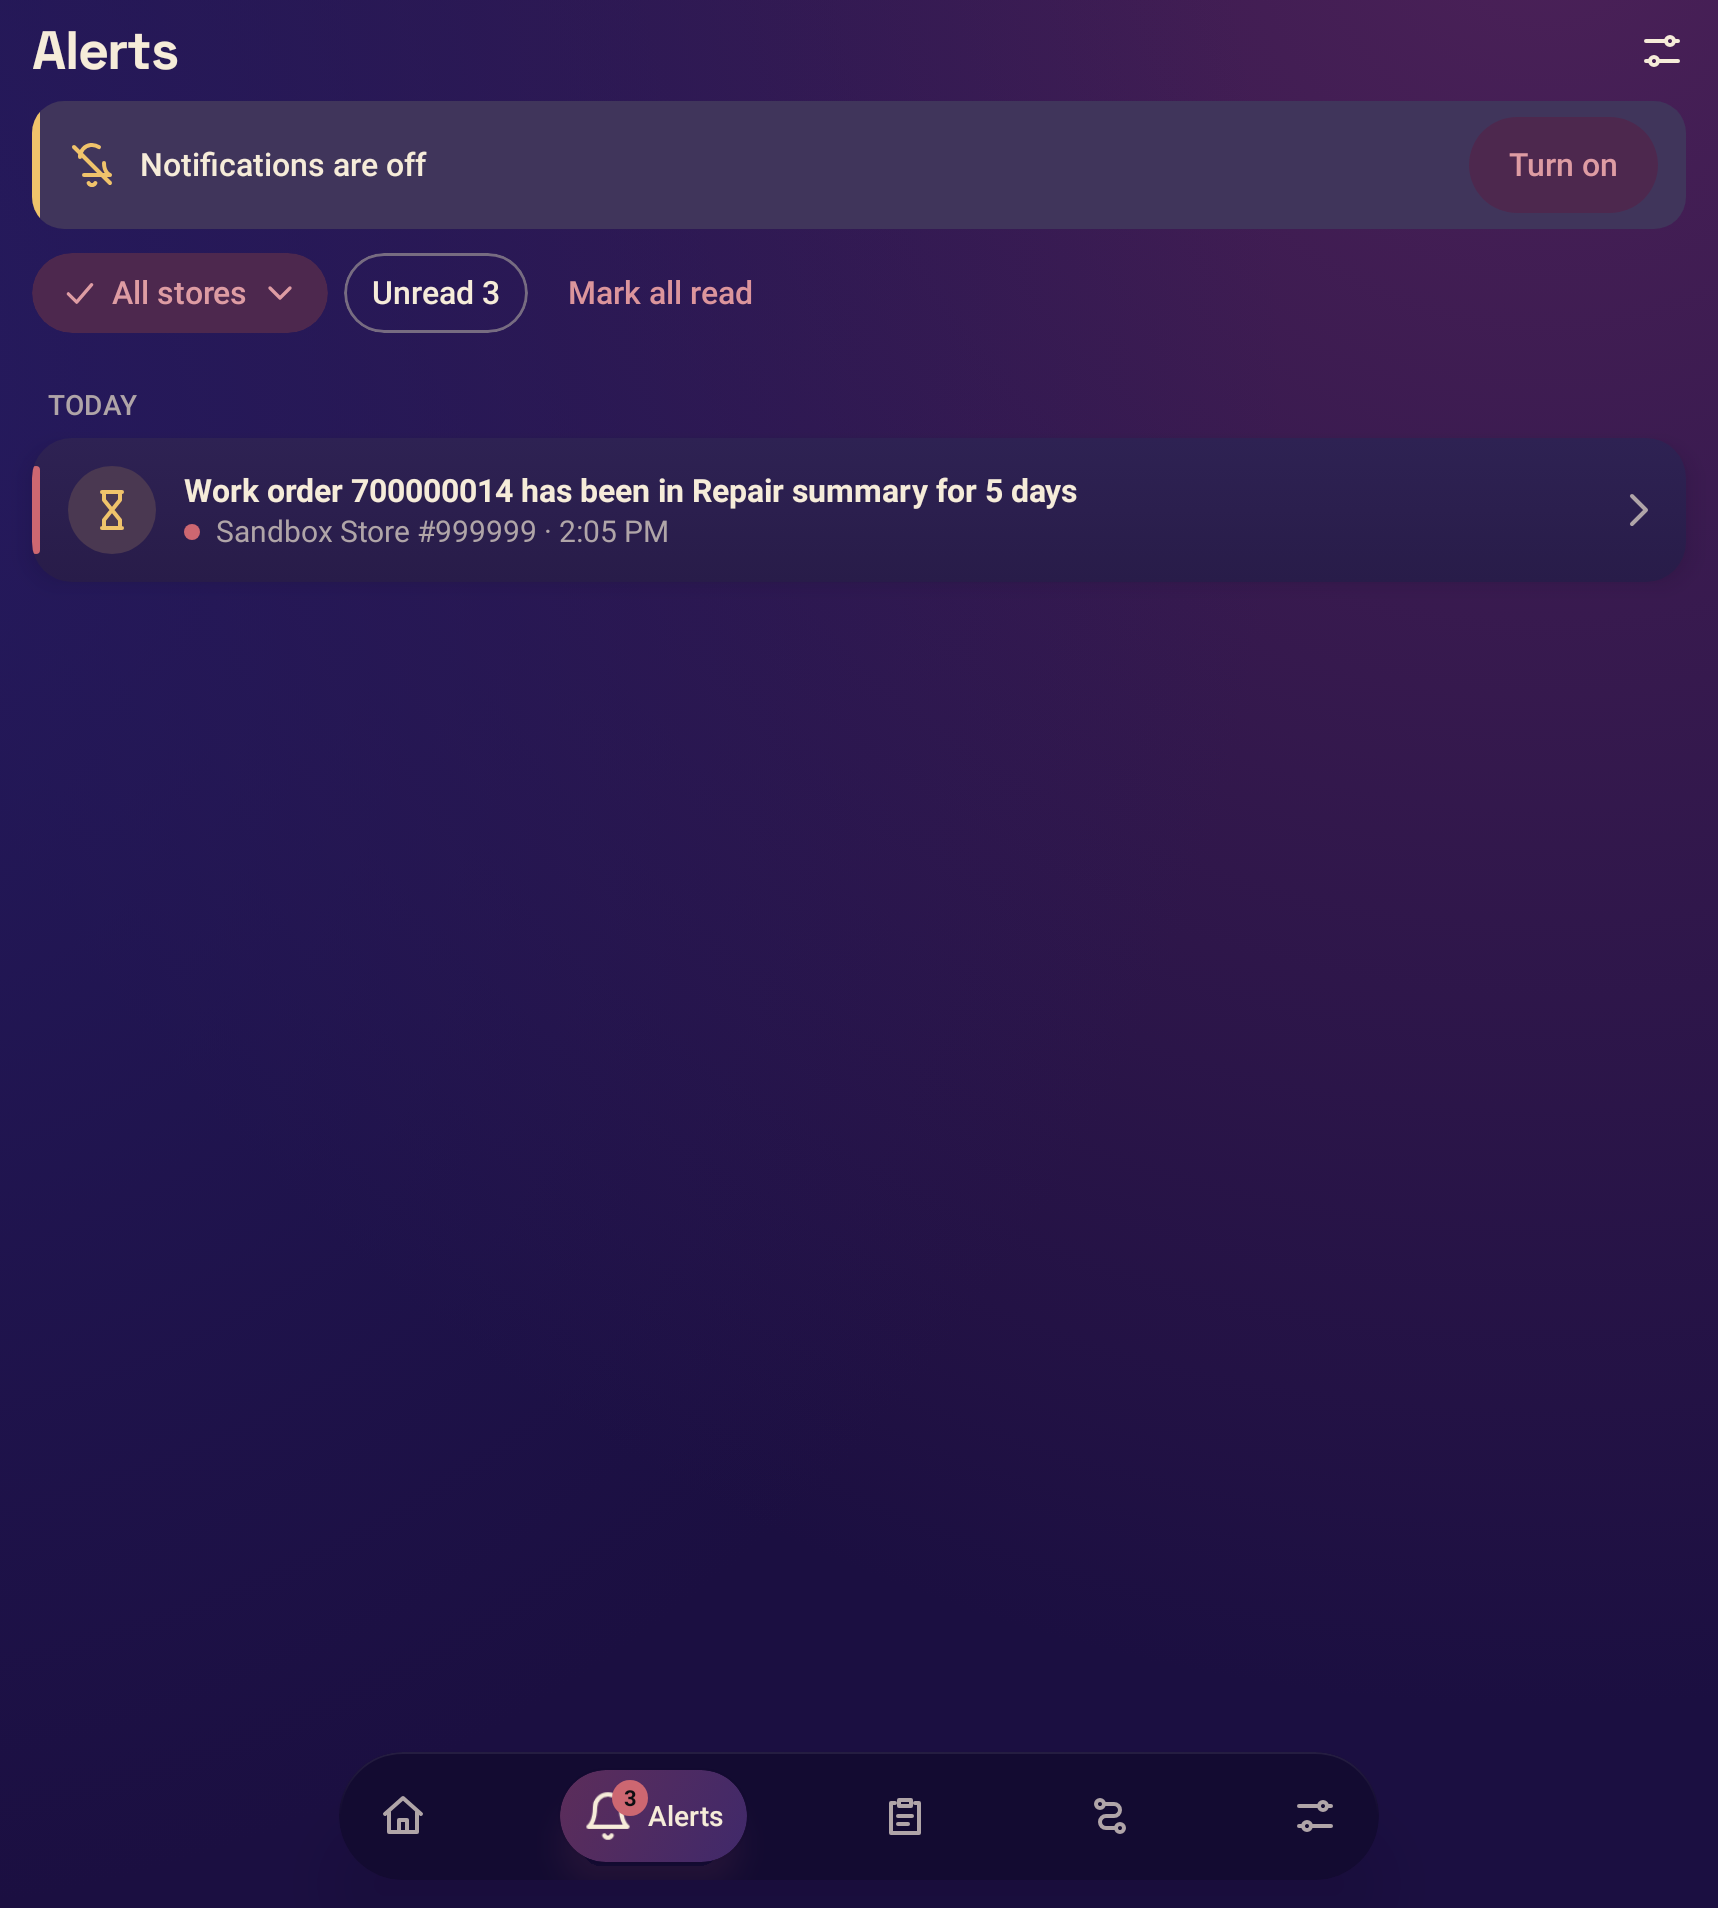 Alerts
Notifications are off
Turn on
All stores
Unread 3
Mark all read
TODAY
Work order 700000014 has been in Repair summary for 5 days
Sandbox Store #999999 · 2:05 PM
3
Alerts